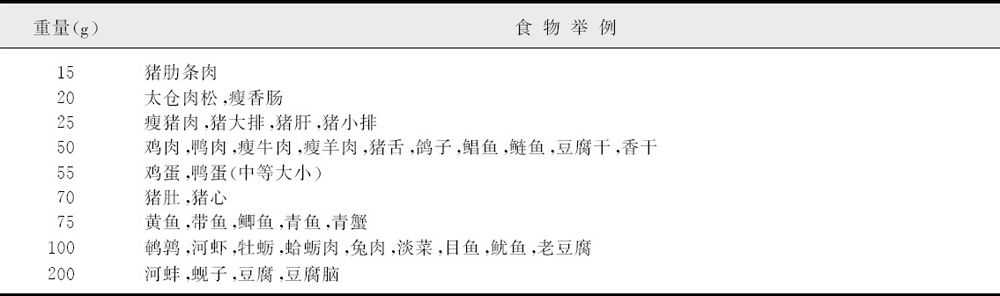 重量(g) 食物举例
15 猪肋条肉
20 太仓肉松,瘦香肠
25 瘦猪肉,猪大排,猪肝,猪小排
50 鸡肉,鸭肉,瘦牛肉,瘦羊肉,猪舌,鸽子,鲳鱼,鲢鱼,豆腐干,香干
55 鸡蛋,鸭蛋(中等大小)
70 猪肚,猪心
75 黄鱼,带鱼,鲫鱼,青鱼,青蟹
100 鹌鹑,河虾,牡蛎,蛤蛎肉,兔肉,淡菜,目鱼,鱿鱼,老豆腐
200 河蚌,蚬子,豆腐,豆腐脑